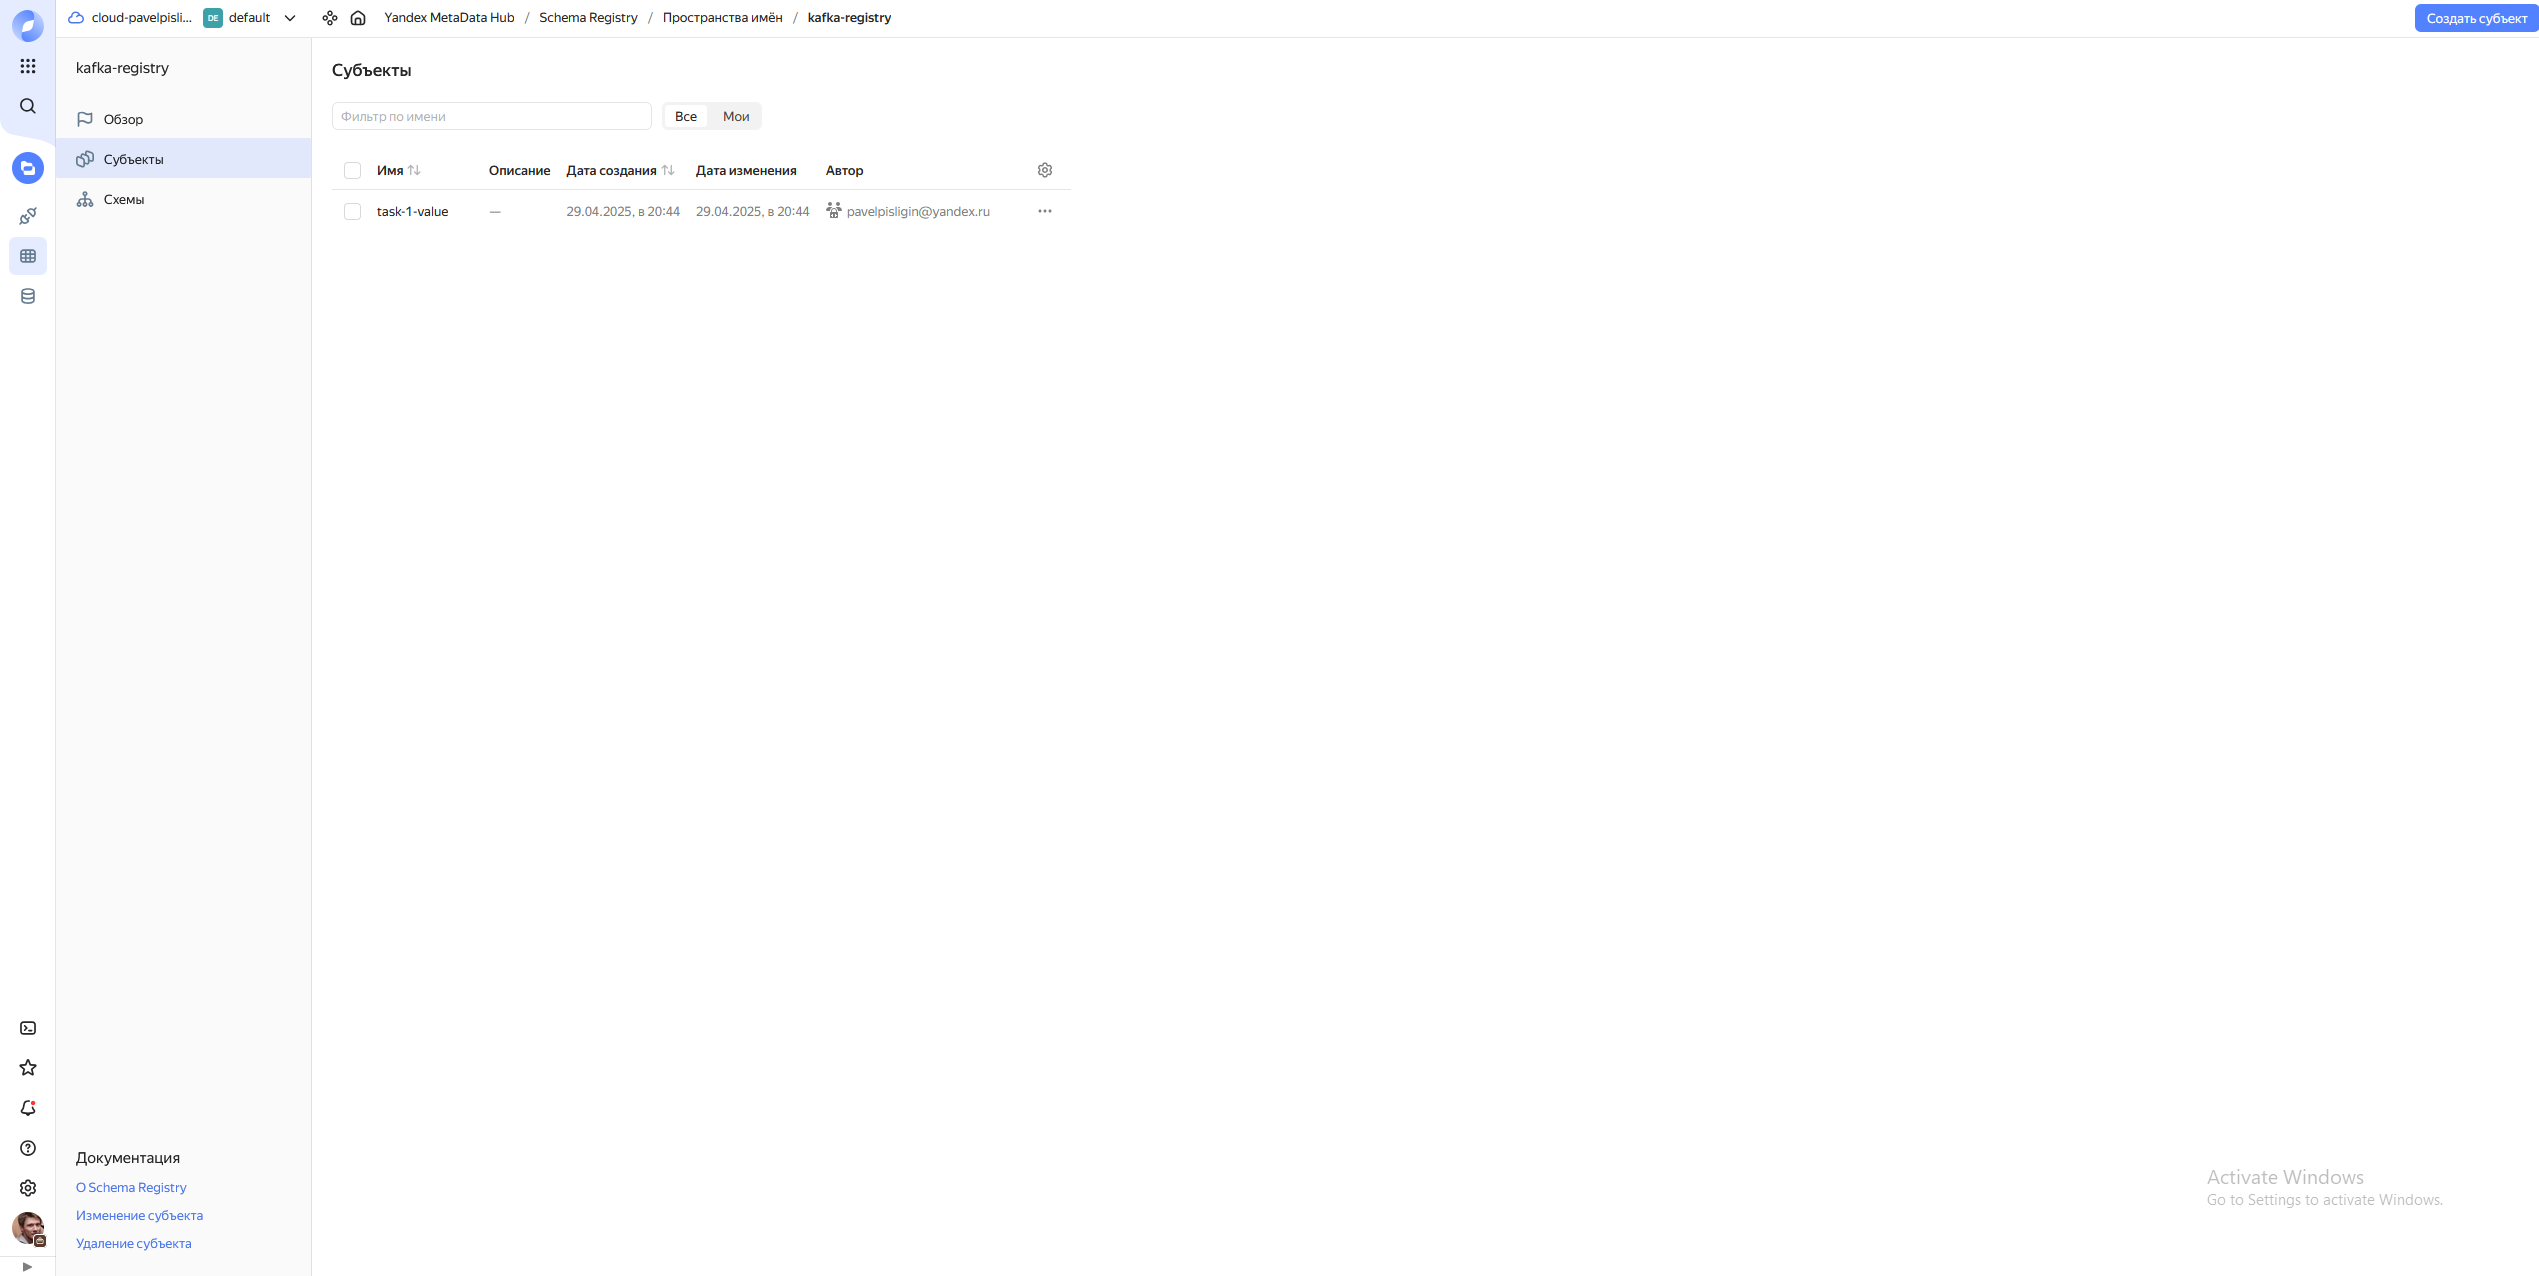 cloud-pavelpisli... DE default Yandex MetaData Hub / Schema Registry / Пространства имён / kafka-registry Создать субъект
kafka-registry
Обзор
Субъекты
Схемы
Субъекты
Фильтр по имени Все Мои
Имя Описание Дата создания Дата изменения Автор
task-1-value — 29.04.2025, в 20:44 29.04.2025, в 20:44 pavelpisligin@yandex.ru
Документация
О Schema Registry
Изменение субъекта
Удаление субъекта
Activate Windows
Go to Settings to activate Windows.